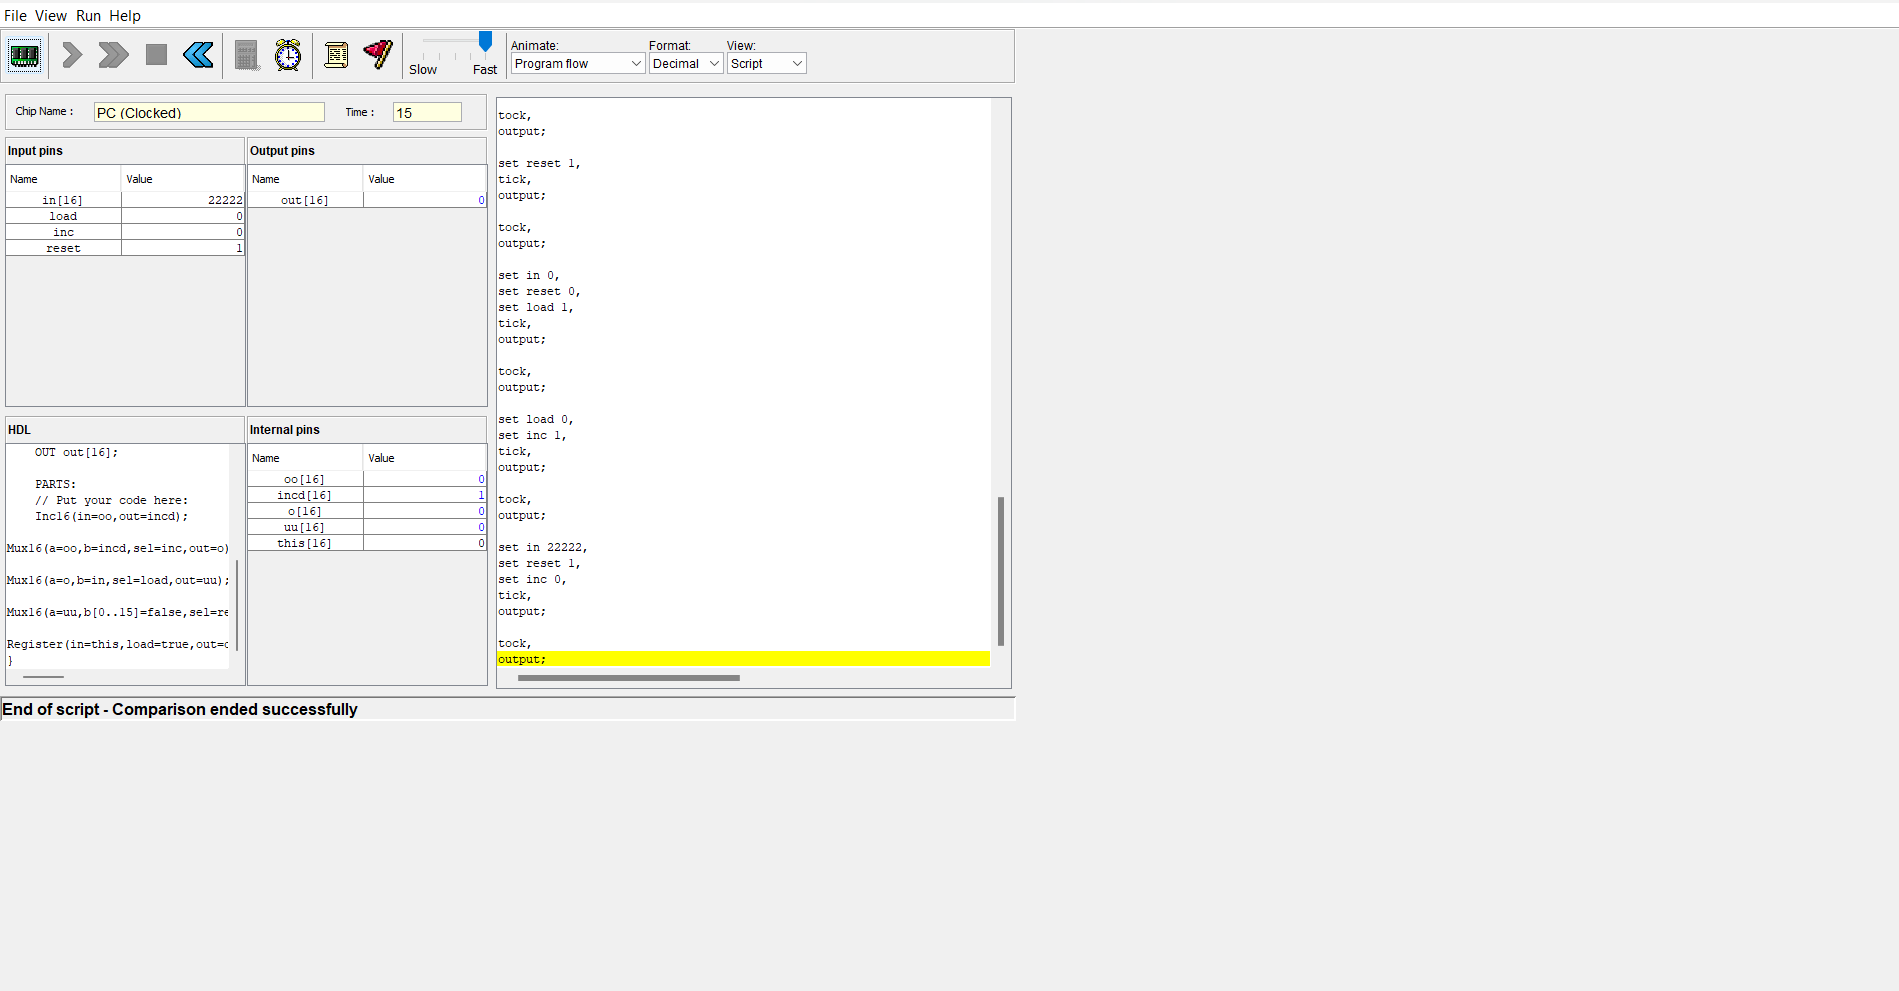 File View Run Help
Slow Fast
Animate: Format: View:
Program flow Decimal Script
Chip Name : PC (Clocked) Time : 15
Input pins
Name Value
in[16] 22222
load 0
inc 0
reset 1
Output pins
Name Value
out[16] 0
HDL
OUT out[16];
PARTS:
// Put your code here:
Inc16(in=oo,out=incd);
Mux16(a=oo,b=incd,sel=inc,out=o)
Mux16(a=o,b=in,sel=load,out=uu);
Mux16(a=uu,b[0..15]=false,sel=re
Register(in=this,load=true,out=o
}
Internal pins
Name Value
oo[16] 0
incd[16] 1
o[16] 0
uu[16] 0
this[16] 0
tock,
output;
set reset 1,
tick,
output;
tock,
output;
set in 0,
set reset 0,
set load 1,
tick,
output;
tock,
output;
set load 0,
set inc 1,
tick,
output;
tock,
output;
set in 22222,
set reset 1,
set inc 0,
tick,
output;
tock,
output;
End of script - Comparison ended successfully